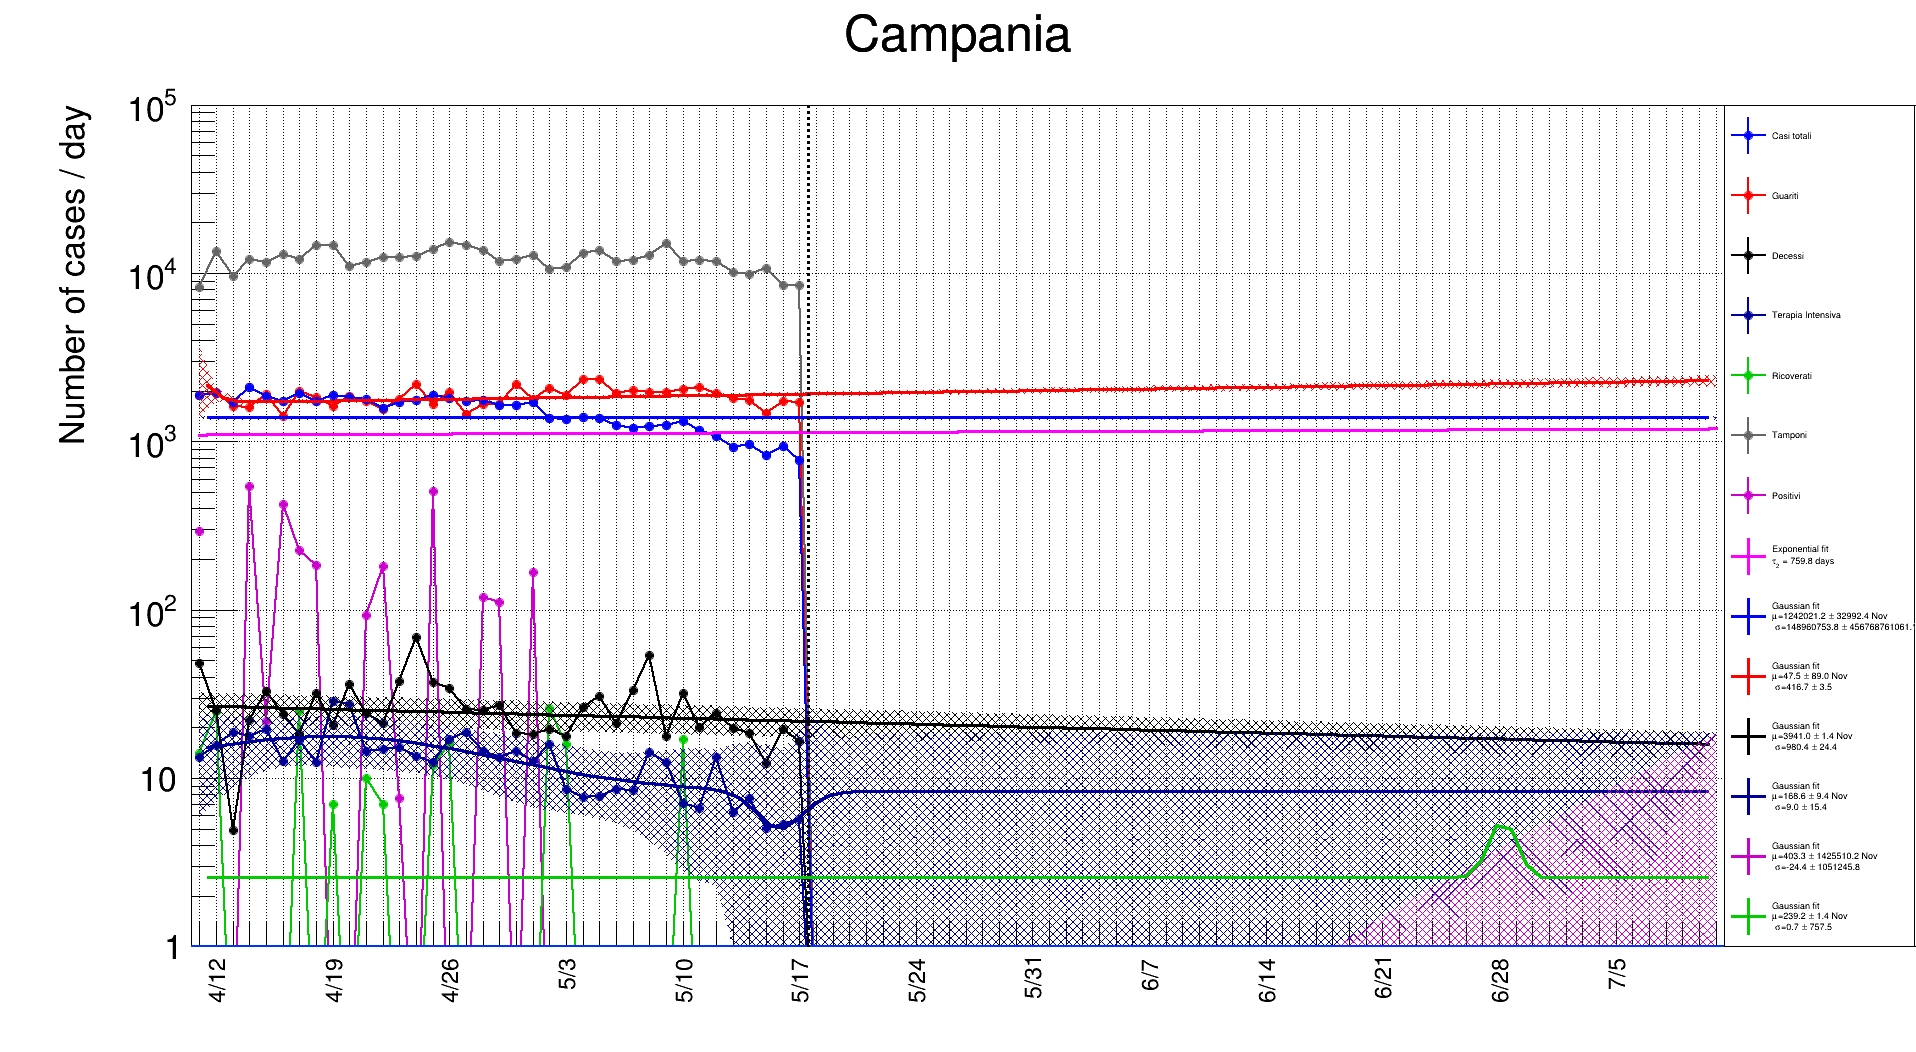 Campania
Number of cases / day
10^5
10^4
10^3
10^2
10
1
4/12
4/19
4/26
5/3
5/10
5/17
5/24
5/31
6/7
6/14
6/21
6/28
7/5
Casi totali
Guariti
Decessi
Terapia Intensiva
Ricoverati
Tamponi
Positivi
Exponential fit
τ_2 = 759.8 days
Gaussian fit
μ=1242021.2 ± 32992.4 Nov
σ=148960753.8 ± 456768761061.
Gaussian fit
μ=47.5 ± 89.0 Nov
σ=416.7 ± 3.5
Gaussian fit
μ=3941.0 ± 1.4 Nov
σ=980.4 ± 24.4
Gaussian fit
μ=168.6 ± 9.4 Nov
σ=9.0 ± 15.4
Gaussian fit
μ=403.3 ± 1425510.2 Nov
σ=-24.4 ± 1051245.8
Gaussian fit
μ=239.2 ± 1.4 Nov
σ=0.7 ± 757.5